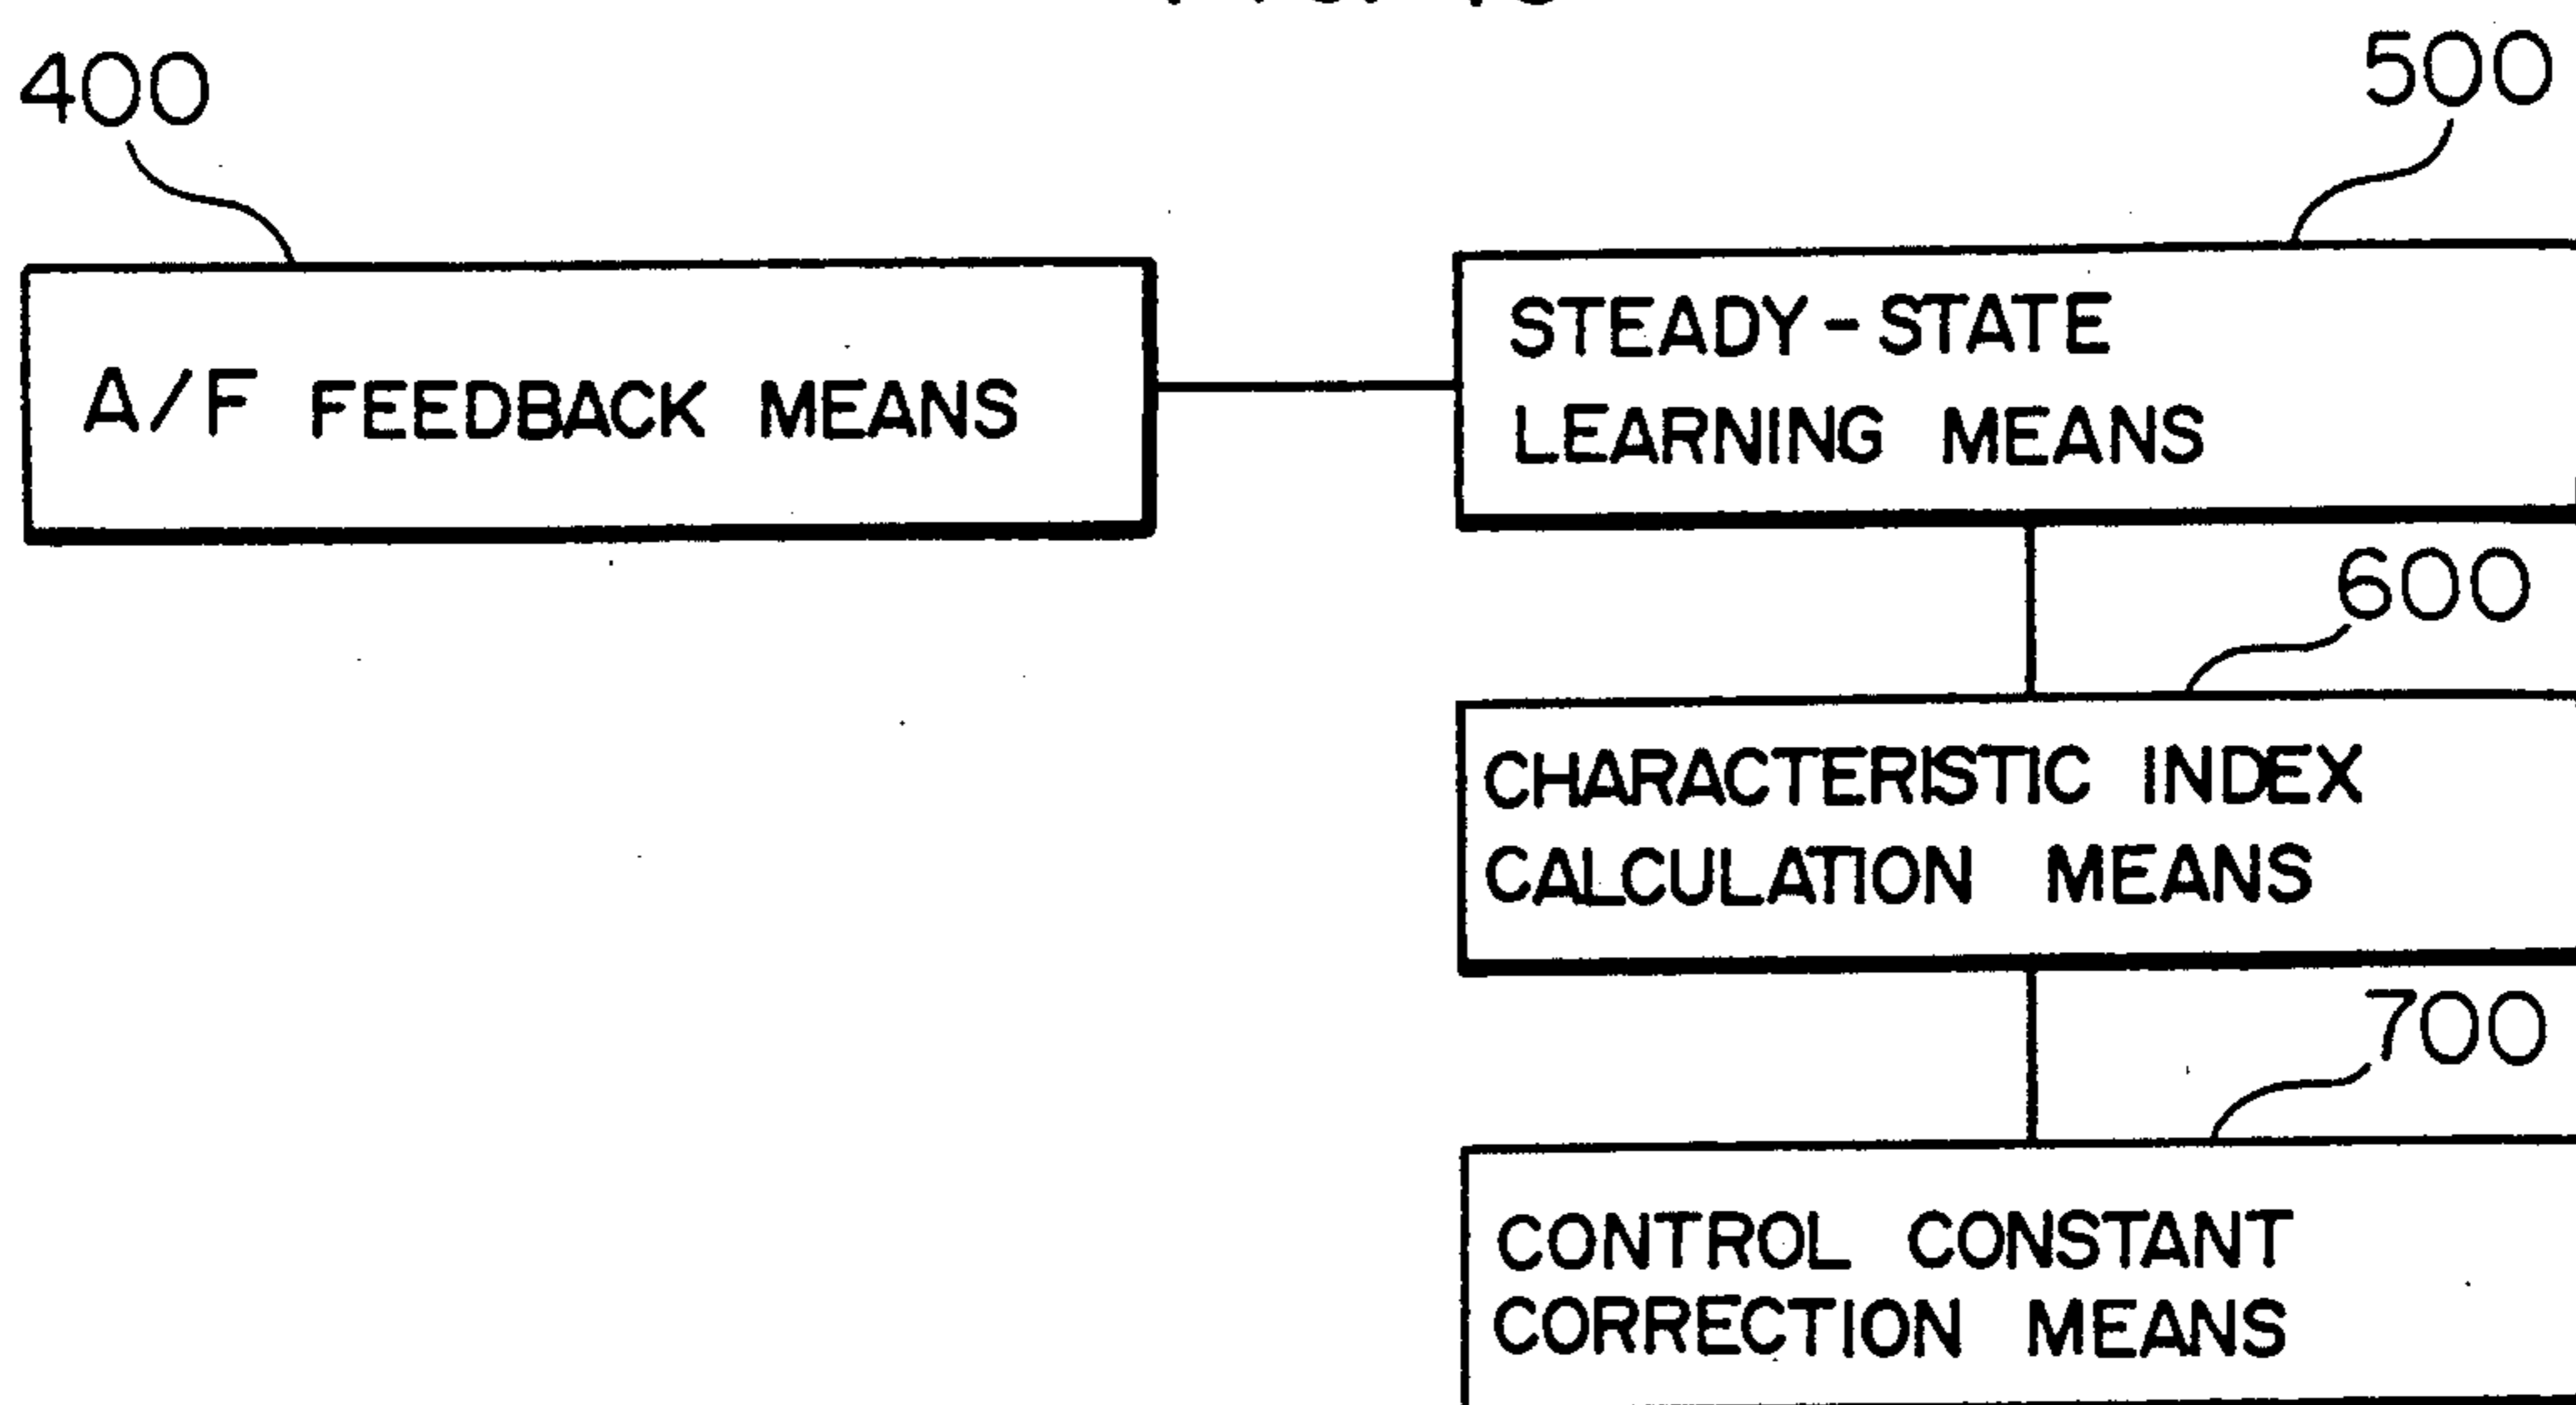 400
500
A/F FEEDBACK MEANS
STEADY-STATE
LEARNING MEANS
600
CHARACTERISTIC INDEX
CALCULATION MEANS
700
CONTROL CONSTANT
CORRECTION MEANS